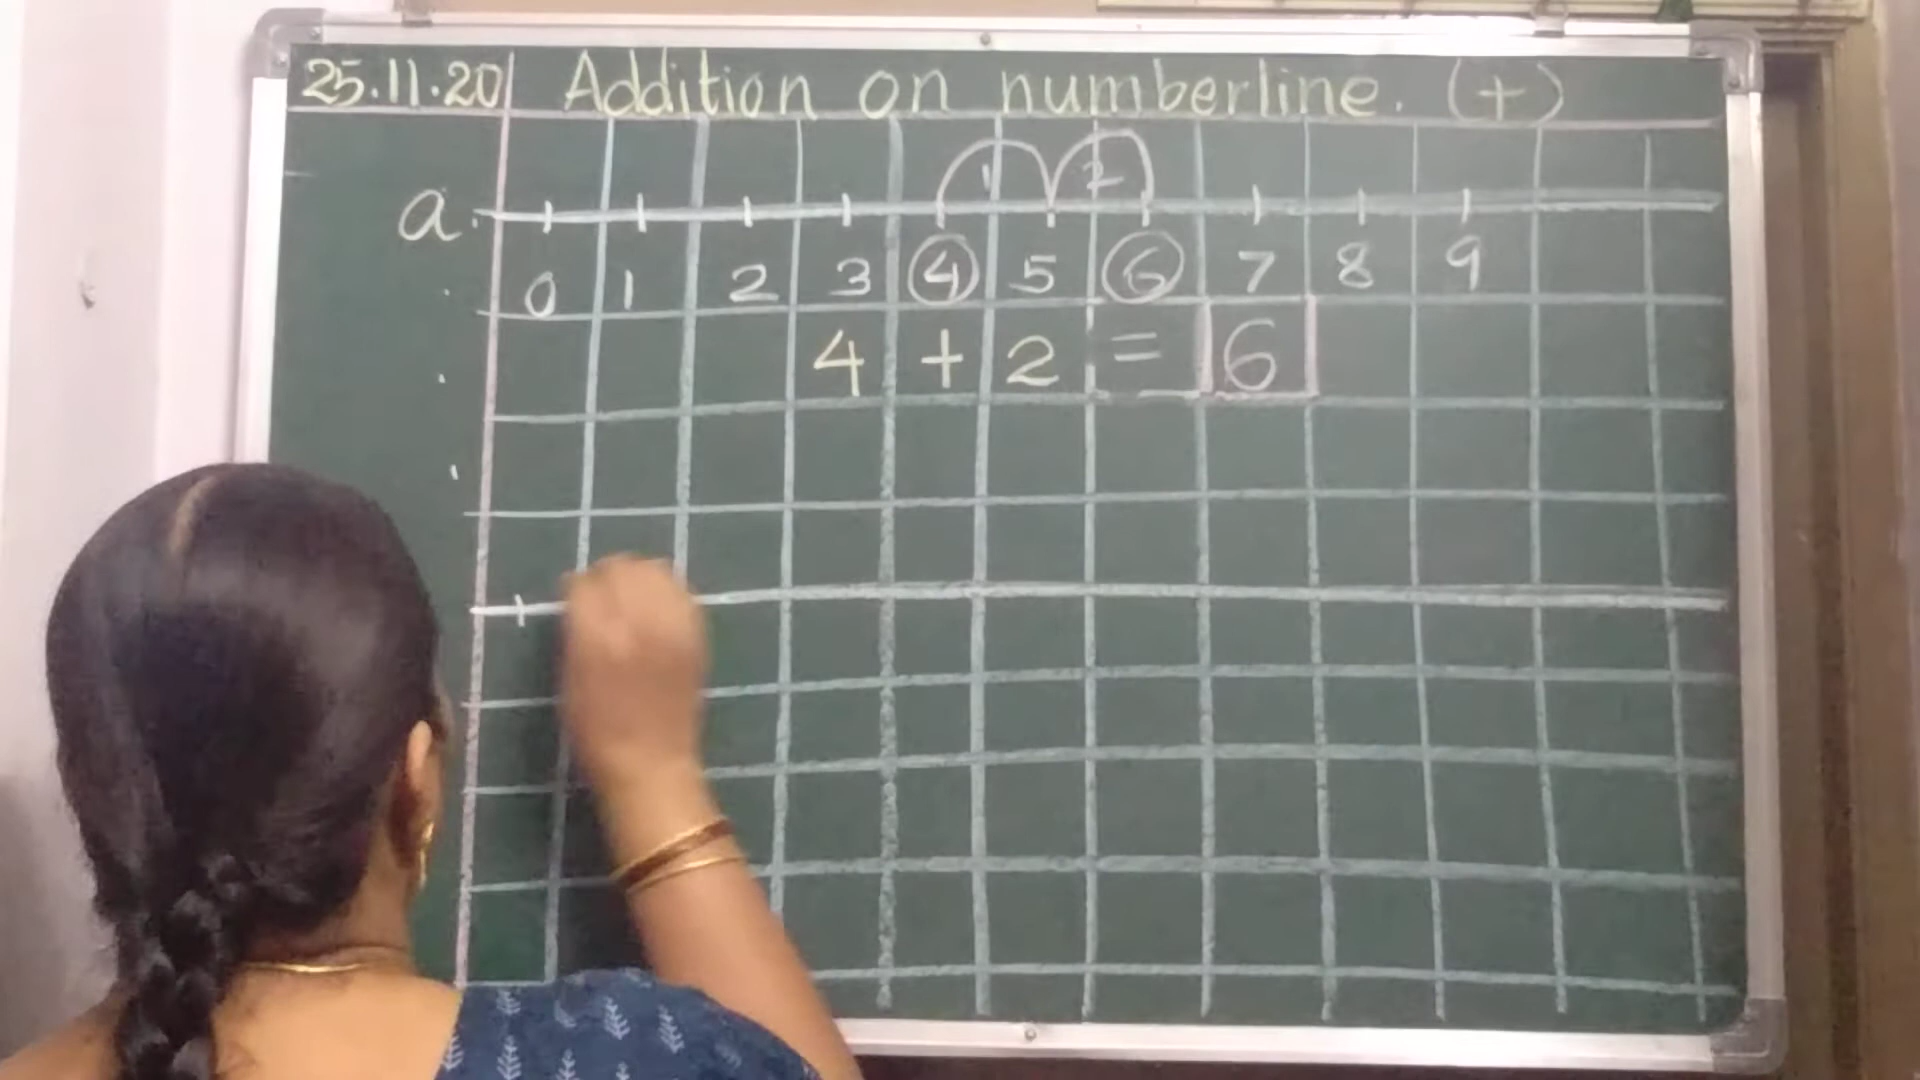 25.11.20 Addition on numberline. (+)
1 2
a.
0 1 2 3 4 5 6 7 8 9
4 + 2 = 6